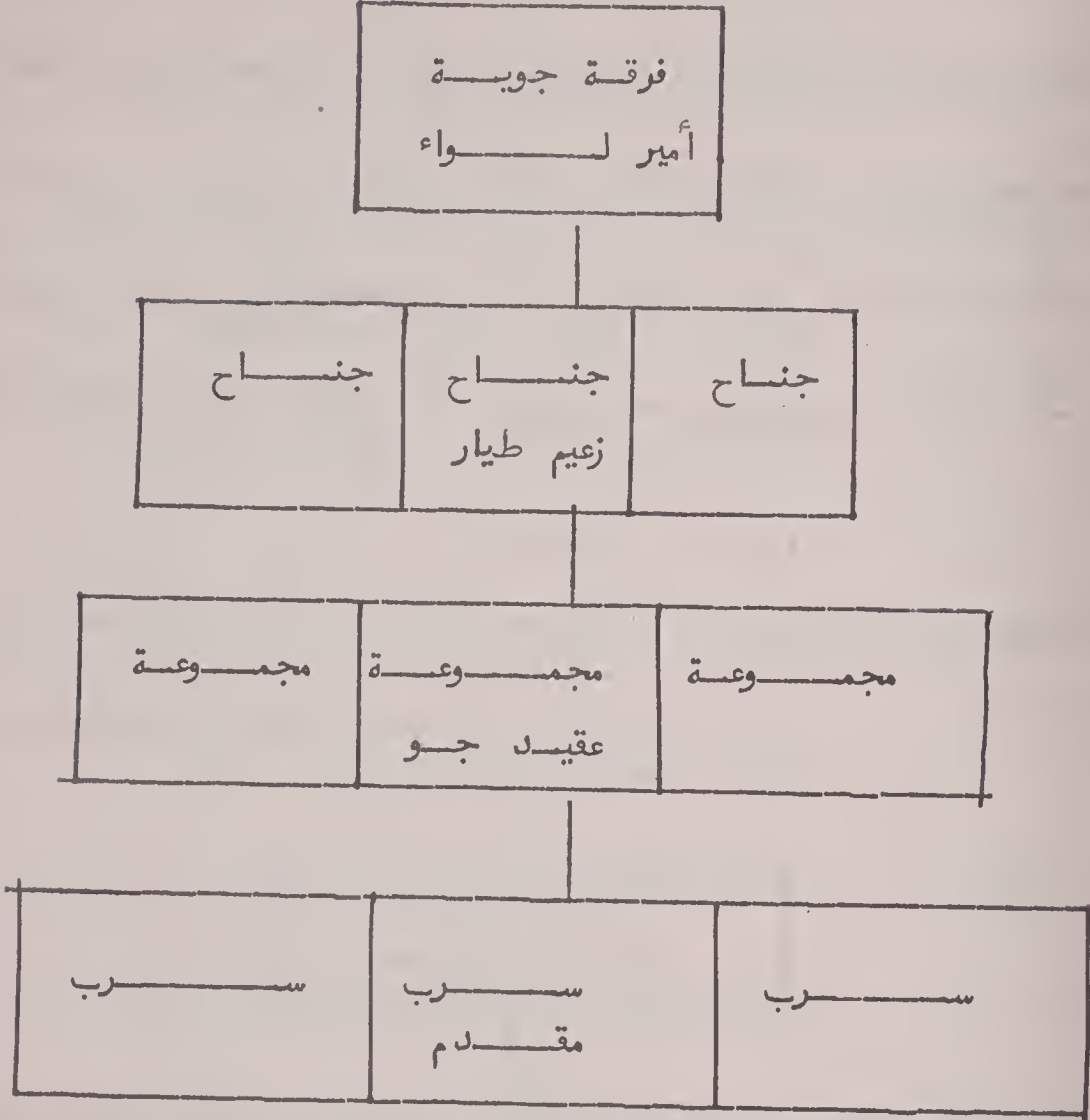 فرقة جوية
أمير لواء
جناح
جناح
زعيم طيار
جناح
مجموعة
مجموعة
عقيد جو
مجموعة
سرب
سرب
مقدم
سرب